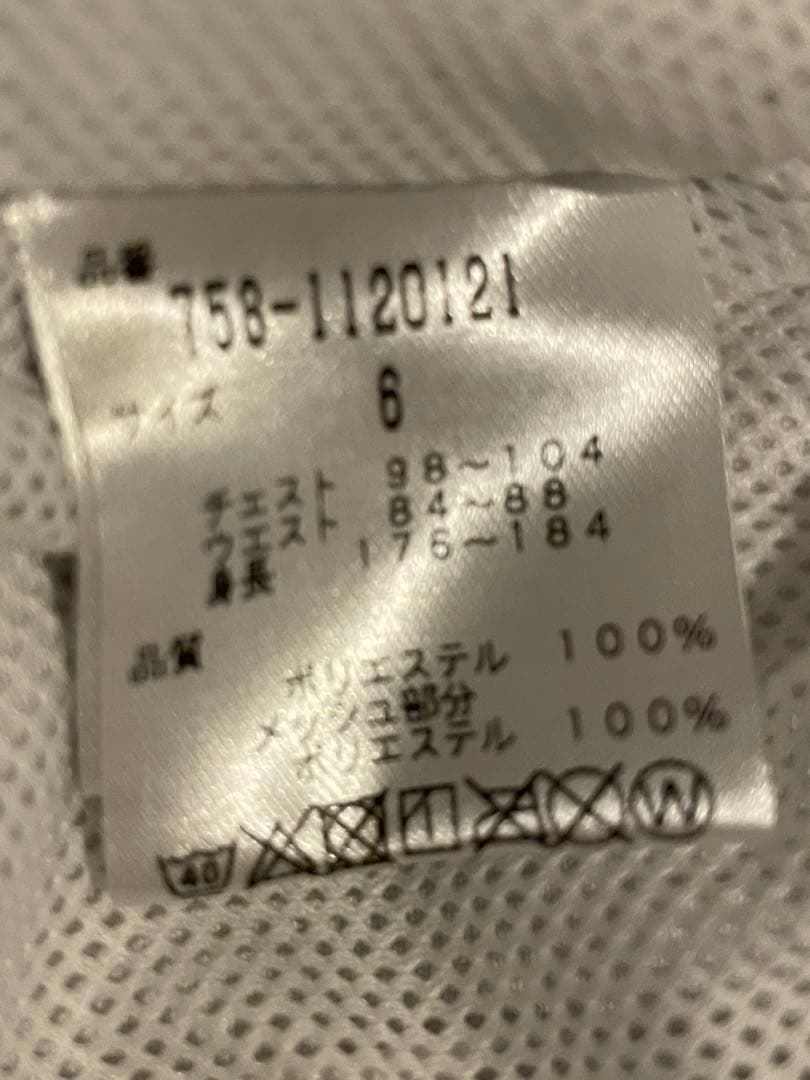 品番
758-1120121
サイズ 6
チェスト 98~104
ウエスト 84~88
身長 176~184
品質
ポリエステル 100%
メッシュ部分
ポリエステル 100%
40 W